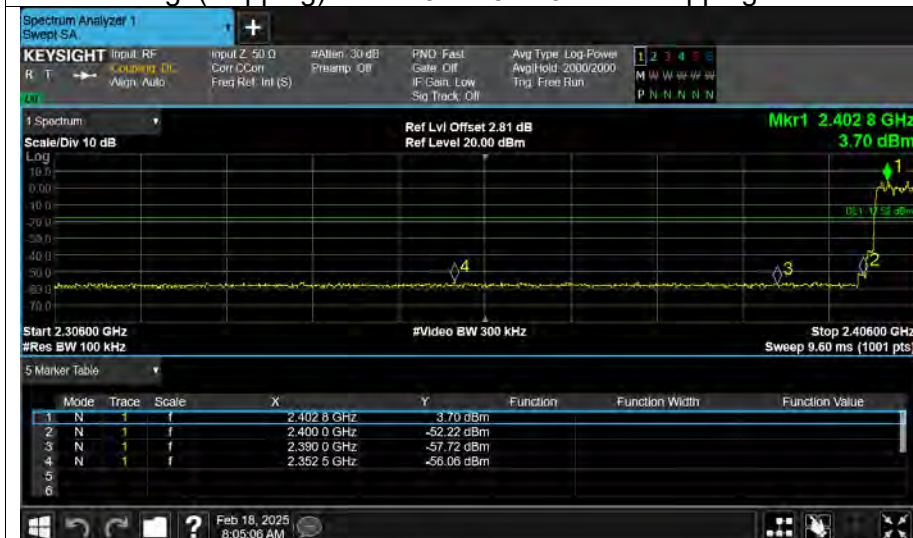 Spectrum Analyzer 1
Swept SA
+
KEYSIGHT
R T
Input: RF
Coupling: DC
Align: Auto
Input Z: 50 Ω
Corr CCorr
Freq Ref: Int (S)
#Atten: 30 dB
Preamp: Off
PNO: Fast
Gate: Off
IF Gain: Low
Sig Track: Off
Avg Type: Log-Power
Avg|Hold: 2000/2000
Trig: Free Run
1 2 3 4 5 6
M W W W W W
P N N N N N
1 Spectrum
Scale/Div 10 dB
Ref Lvl Offset 2.81 dB
Ref Level 20.00 dBm
Mkr1 2.402 8 GHz
3.70 dBm
Log
10.0
0.00
-10.0
-20.0
-30.0
-40.0
-50.0
-60.0
-70.0
1
2
3
4
Start 2.30600 GHz
#Res BW 100 kHz
#Video BW 300 kHz
Stop 2.40600 GHz
Sweep 9.60 ms (1001 pts)
5 Marker Table
Mode Trace Scale X Y Function Function Width Function Value
1 N 1 f 2.402 8 GHz 3.70 dBm
2 N 1 f 2.400 0 GHz -52.22 dBm
3 N 1 f 2.390 0 GHz -57.72 dBm
4 N 1 f 2.352 5 GHz -56.06 dBm
5
6
?
Feb 18, 2025
8:05:06 AM